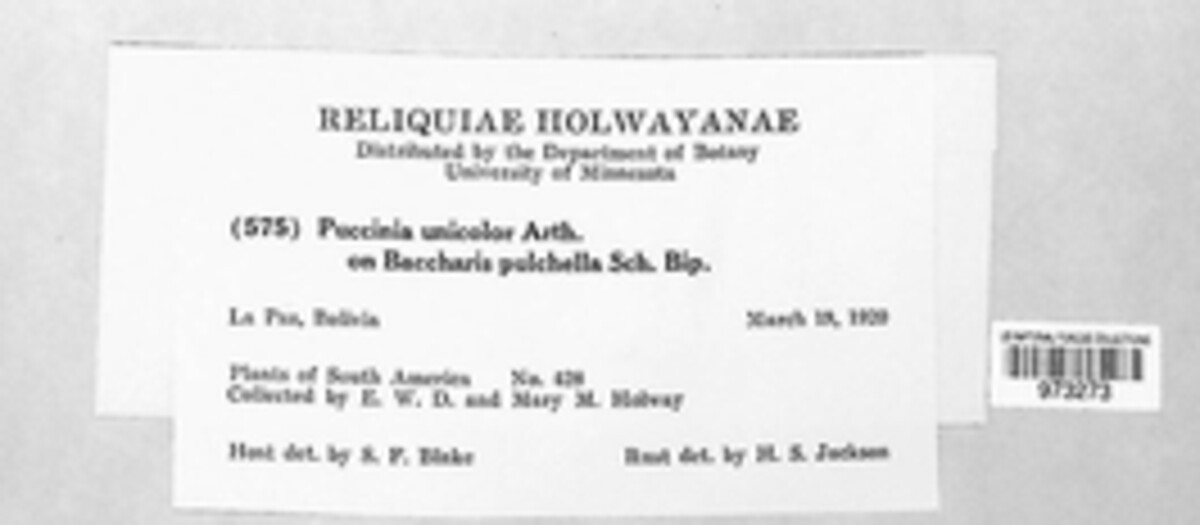 RELIQUIAE HOLWAYANAE
Distributed by the Department of Botany
University of Minnesota
(575) Puccinia unicolor Arth.
on Baccharis pulchella Sch. Bip.
La Paz, Bolivia
March 19, 1920
Plants of South America No. 428
Collected by E. W. D. and Mary M. Holway
Host det. by S. F. Blake
Rust det. by H. S. Jackson
973273